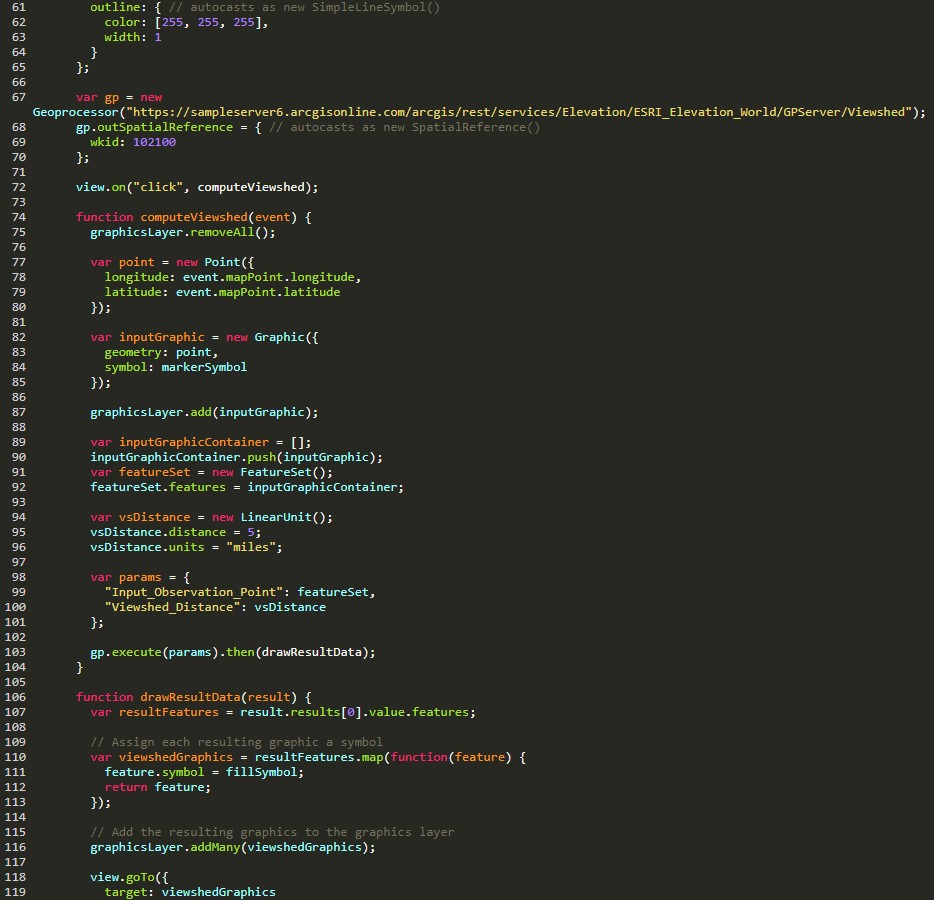 61         outline: { // autocasts as new SimpleLineSymbol()
62           color: [255, 255, 255],
63           width: 1
64         }
65       };
66
67       var gp = new
Geoprocessor("https://sampleserver6.arcgisonline.com/arcgis/rest/services/Elevation/ESRI_Elevation_World/GPServer/Viewshed");
68       gp.outSpatialReference = { // autocasts as new SpatialReference()
69         wkid: 102100
70       };
71
72       view.on("click", computeViewshed);
73
74       function computeViewshed(event) {
75         graphicsLayer.removeAll();
76
77         var point = new Point({
78           longitude: event.mapPoint.longitude,
79           latitude: event.mapPoint.latitude
80         });
81
82         var inputGraphic = new Graphic({
83           geometry: point,
84           symbol: markerSymbol
85         });
86
87         graphicsLayer.add(inputGraphic);
88
89         var inputGraphicContainer = [];
90         inputGraphicContainer.push(inputGraphic);
91         var featureSet = new FeatureSet();
92         featureSet.features = inputGraphicContainer;
93
94         var vsDistance = new LinearUnit();
95         vsDistance.distance = 5;
96         vsDistance.units = "miles";
97
98         var params = {
99           "Input_Observation_Point": featureSet,
100           "Viewshed_Distance": vsDistance
101         };
102
103         gp.execute(params).then(drawResultData);
104       }
105
106       function drawResultData(result) {
107         var resultFeatures = result.results[0].value.features;
108
109         // Assign each resulting graphic a symbol
110         var viewshedGraphics = resultFeatures.map(function(feature) {
111           feature.symbol = fillSymbol;
112           return feature;
113         });
114
115         // Add the resulting graphics to the graphics layer
116         graphicsLayer.addMany(viewshedGraphics);
117
118         view.goTo({
119           target: viewshedGraphics